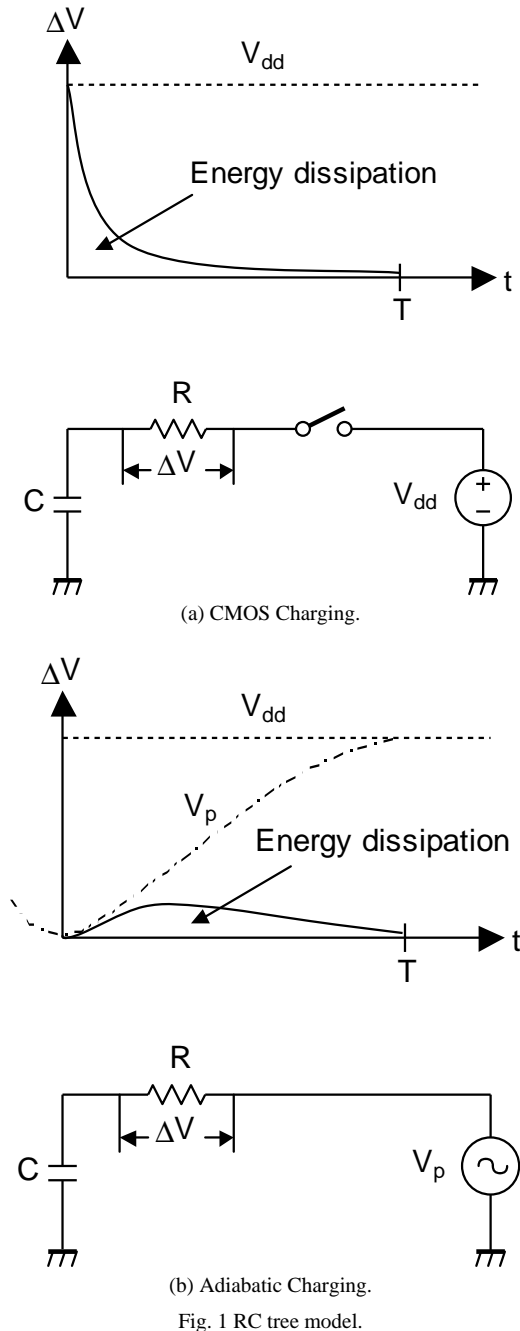 ΔV
V_dd
Energy dissipation
t
T
R
ΔV
C
V_dd
+
−
(a) CMOS Charging.
ΔV
V_dd
V_p
Energy dissipation
t
T
R
ΔV
C
V_p
(b) Adiabatic Charging.
Fig. 1 RC tree model.